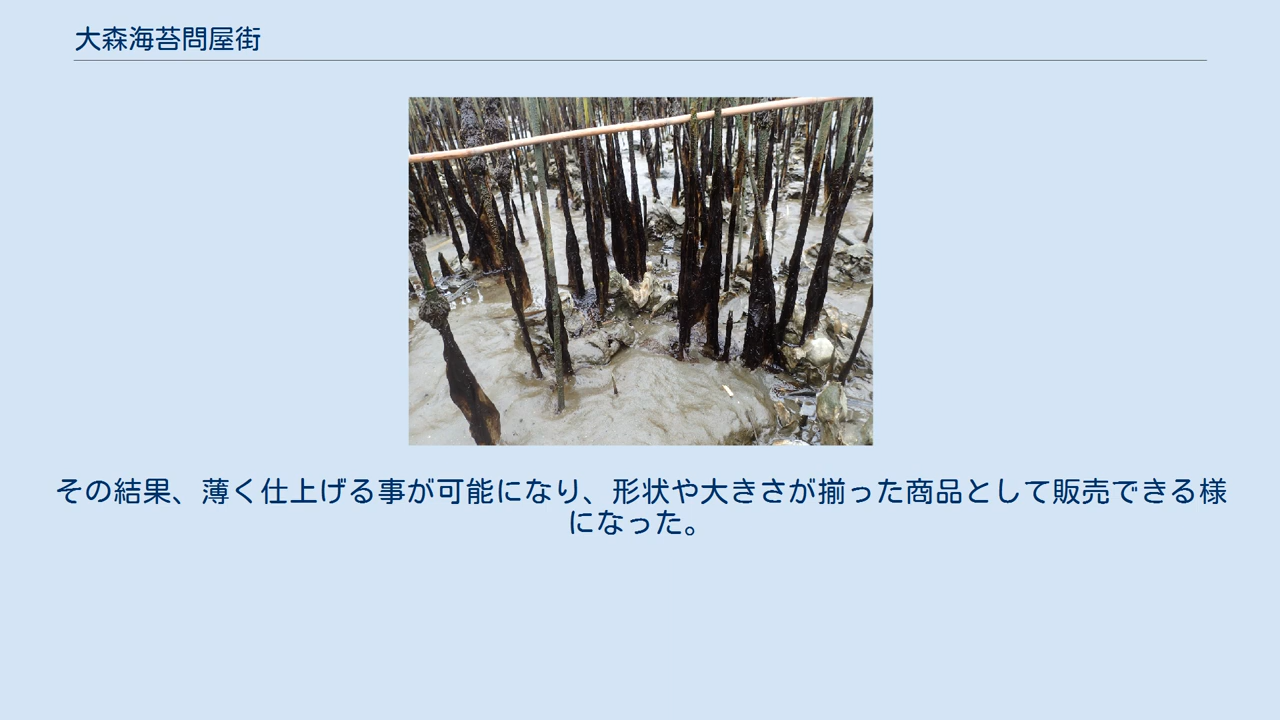 大森海苔問屋街
その結果、薄く仕上げる事が可能になり、形状や大きさが揃った商品として販売できる様
になった。